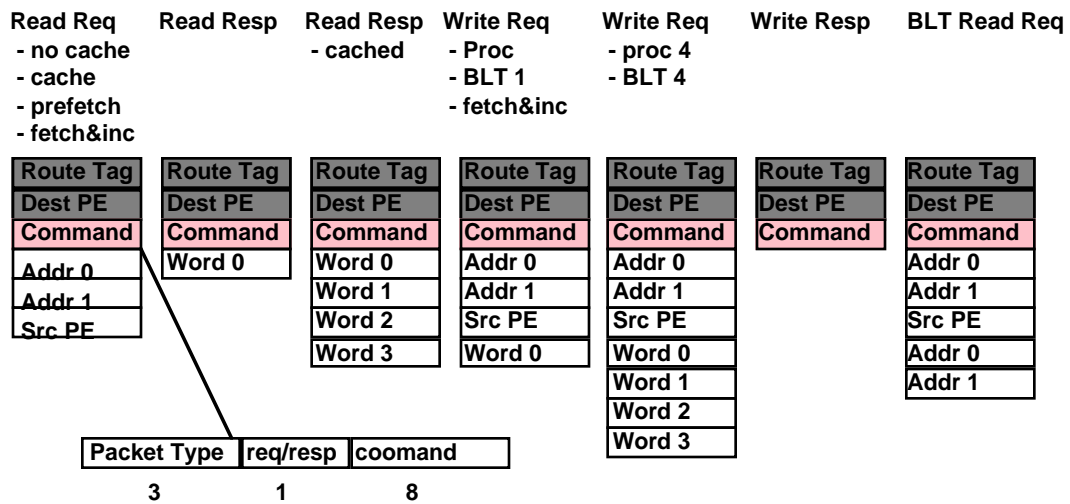 Read Req
- no cache
- cache
- prefetch
- fetch&inc
Route Tag
Dest PE
Command
Addr 0
Addr 1
Src PE
Read Resp
Route Tag
Dest PE
Command
Word 0
Read Resp
- cached
Route Tag
Dest PE
Command
Word 0
Word 1
Word 2
Word 3
Write Req
- Proc
- BLT 1
- fetch&inc
Route Tag
Dest PE
Command
Addr 0
Addr 1
Src PE
Word 0
Write Req
- proc 4
- BLT 4
Route Tag
Dest PE
Command
Addr 0
Addr 1
Src PE
Word 0
Word 1
Word 2
Word 3
Write Resp
Route Tag
Dest PE
Command
BLT Read Req
Route Tag
Dest PE
Command
Addr 0
Addr 1
Src PE
Addr 0
Addr 1
Packet Type req/resp coomand
3 1 8